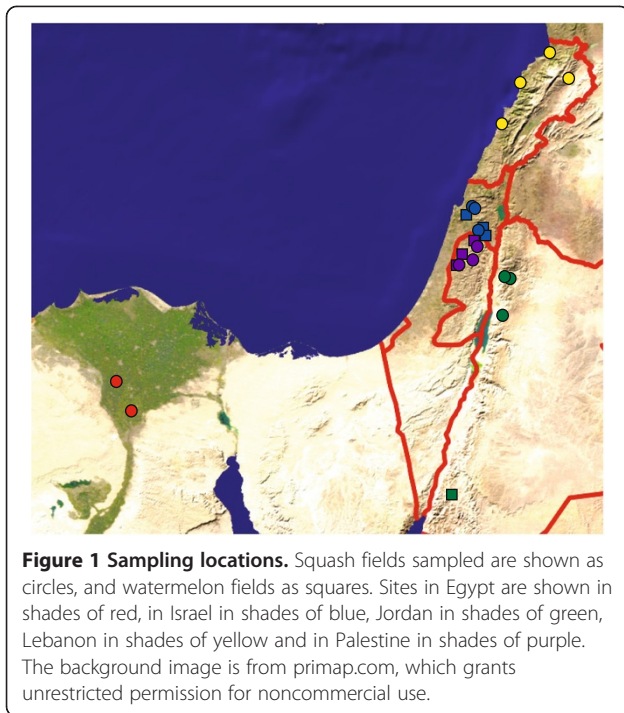 Figure 1 Sampling locations. Squash fields sampled are shown as
circles, and watermelon fields as squares. Sites in Egypt are shown in
shades of red, in Israel in shades of blue, Jordan in shades of green,
Lebanon in shades of yellow and in Palestine in shades of purple.
The background image is from primap.com, which grants
unrestricted permission for noncommercial use.